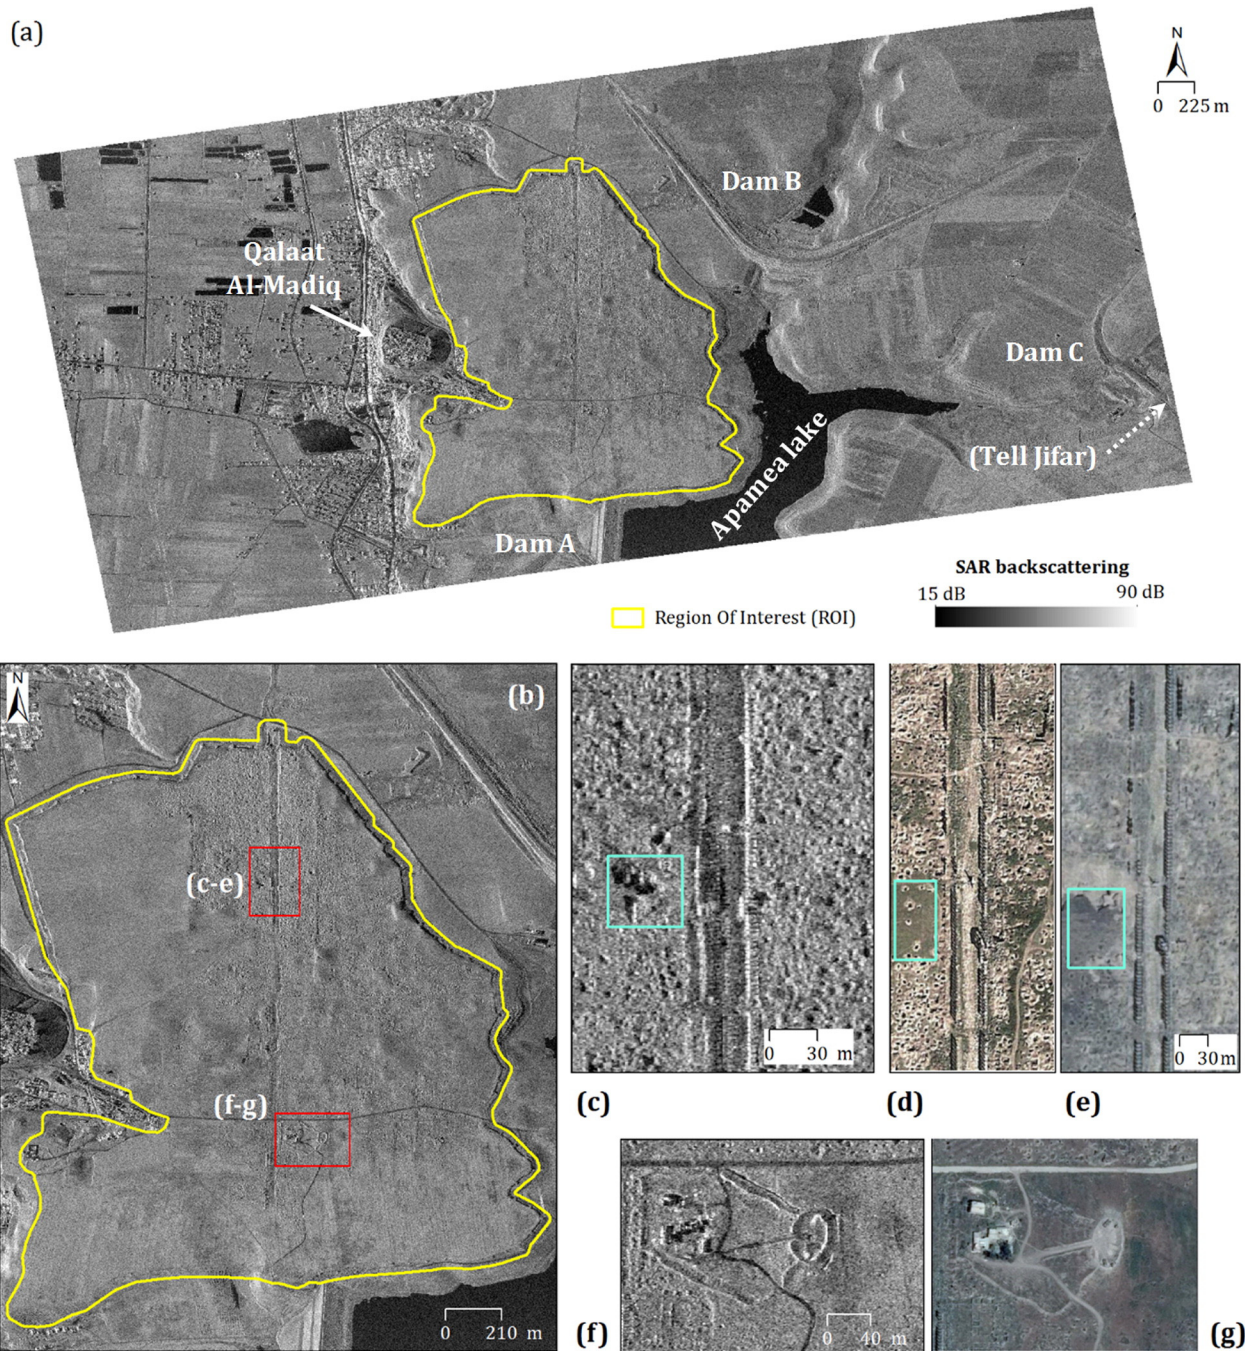 (a)
N
0 225 m
Dam B
Qalaat
Al-Madiq
Dam C
(Tell Jifar)
Apamea lake
Dam A
SAR backscattering
15 dB 90 dB
Region Of Interest (ROI)
N
(b)
(c-e)
(f-g)
0 210 m
0 30 m
0 30m
(c)
(d)
(e)
0 40 m
(f)
(g)